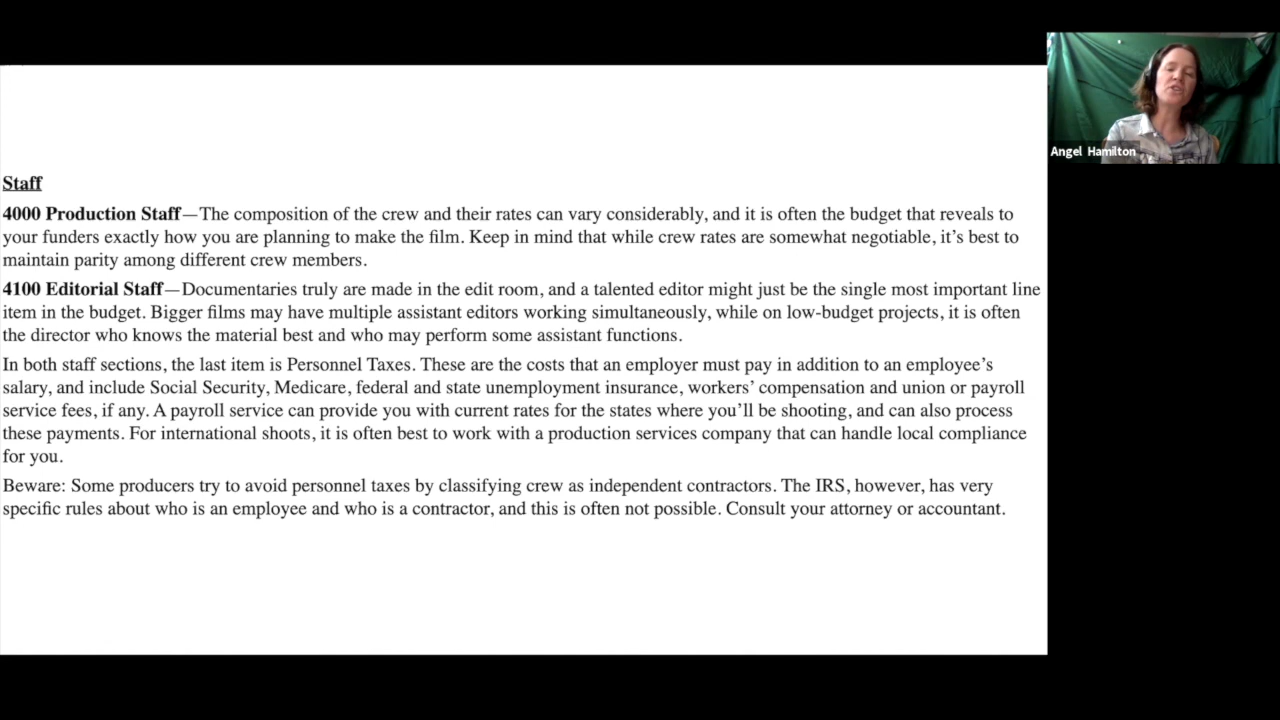 Angel Hamilton
Staff
4000 Production Staff—The composition of the crew and their rates can vary considerably, and it is often the budget that reveals to
your funders exactly how you are planning to make the film. Keep in mind that while crew rates are somewhat negotiable, it's best to
maintain parity among different crew members.
4100 Editorial Staff—Documentaries truly are made in the edit room, and a talented editor might just be the single most important line
item in the budget. Bigger films may have multiple assistant editors working simultaneously, while on low-budget projects, it is often
the director who knows the material best and who may perform some assistant functions.
In both staff sections, the last item is Personnel Taxes. These are the costs that an employer must pay in addition to an employee's
salary, and include Social Security, Medicare, federal and state unemployment insurance, workers' compensation and union or payroll
service fees, if any. A payroll service can provide you with current rates for the states where you'll be shooting, and can also process
these payments. For international shoots, it is often best to work with a production services company that can handle local compliance
for you.
Beware: Some producers try to avoid personnel taxes by classifying crew as independent contractors. The IRS, however, has very
specific rules about who is an employee and who is a contractor, and this is often not possible. Consult your attorney or accountant.